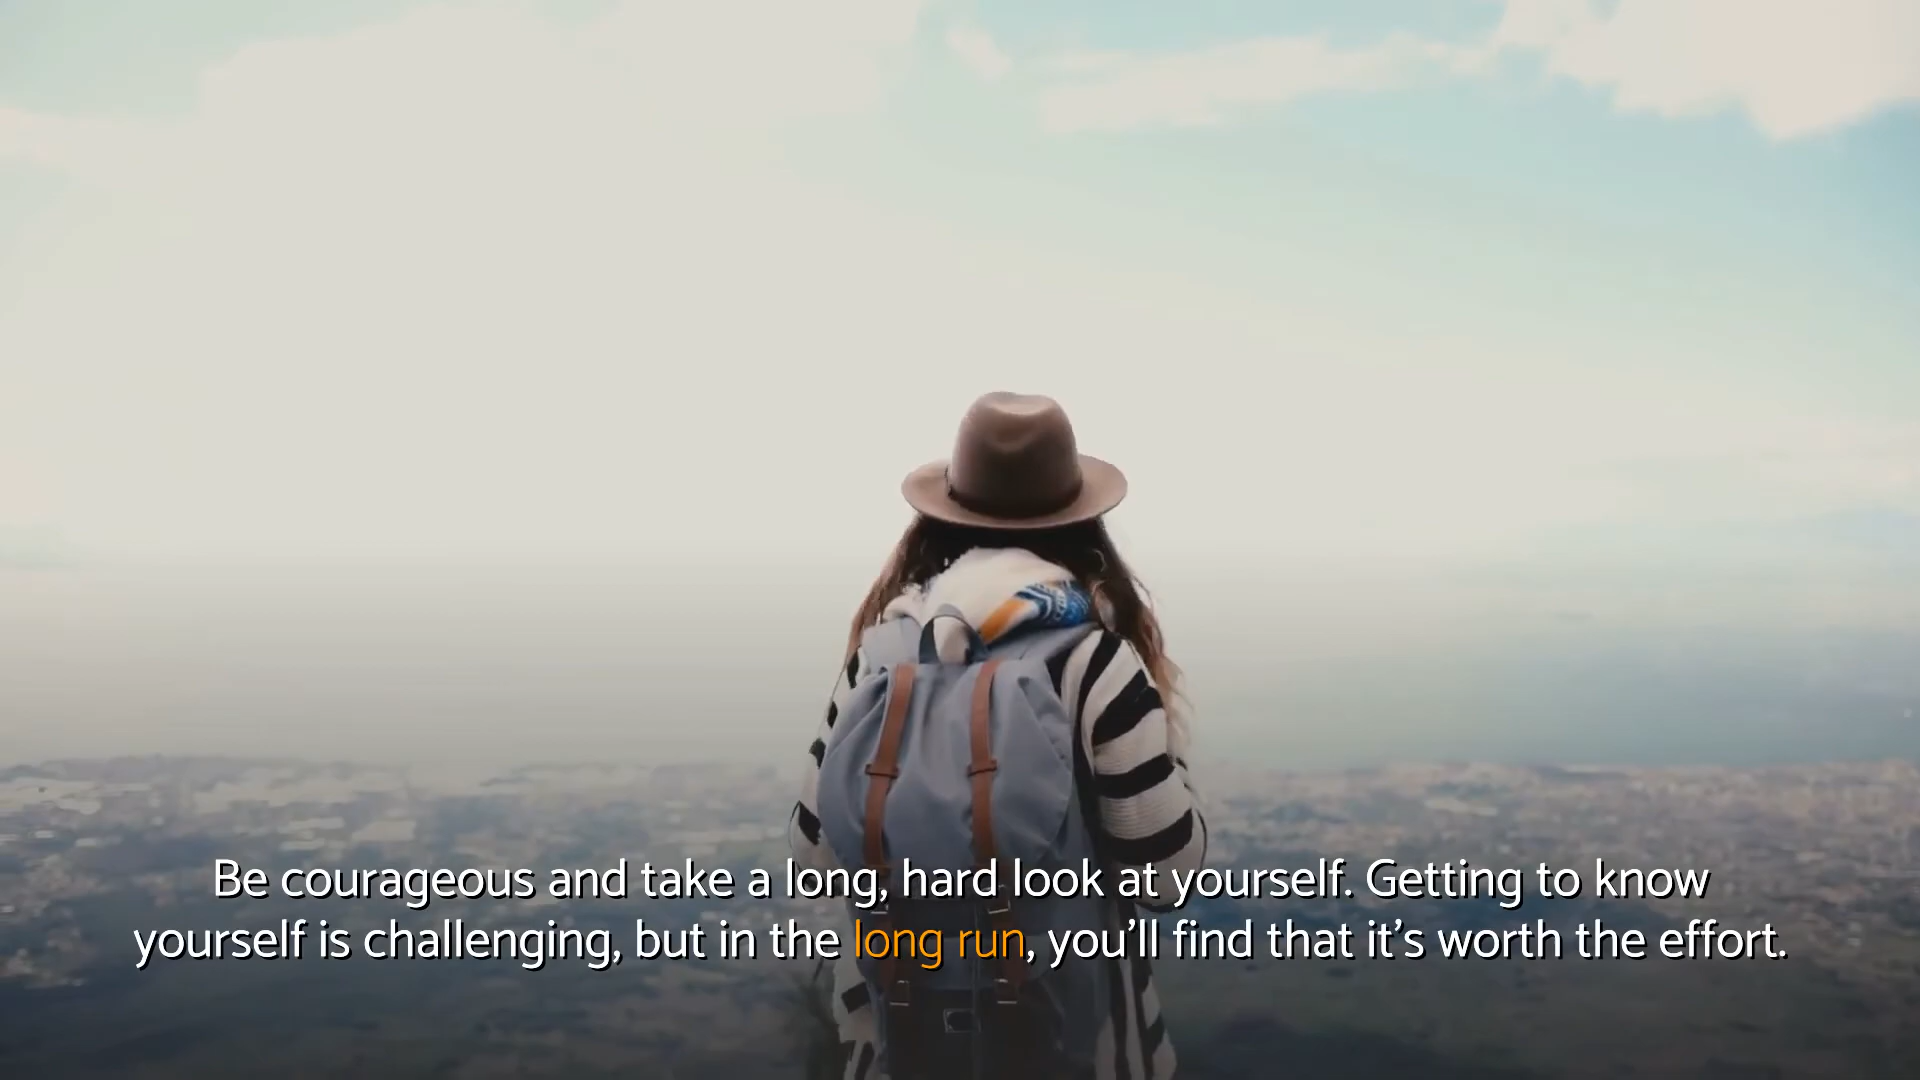 Be courageous and take a long, hard look at yourself. Getting to know
yourself is challenging, but in the long run, you’ll find that it’s worth the effort.